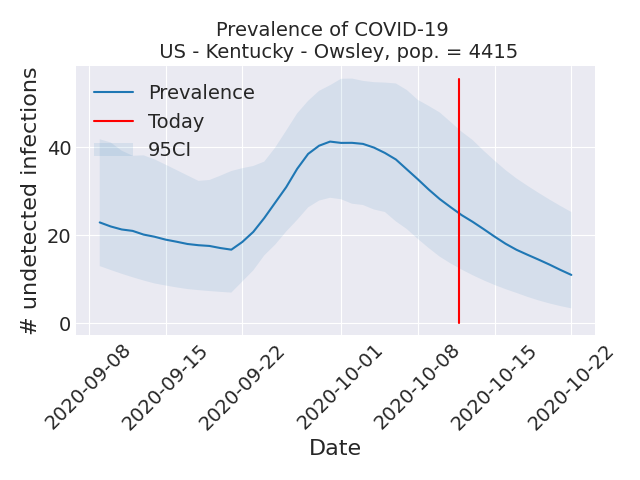 Prevalence of COVID-19
US - Kentucky - Owsley, pop. = 4415
# undetected infections
40
20
0
Prevalence
Today
95CI
2020-09-08
2020-09-15
2020-09-22
2020-10-01
2020-10-08
2020-10-15
2020-10-22
Date